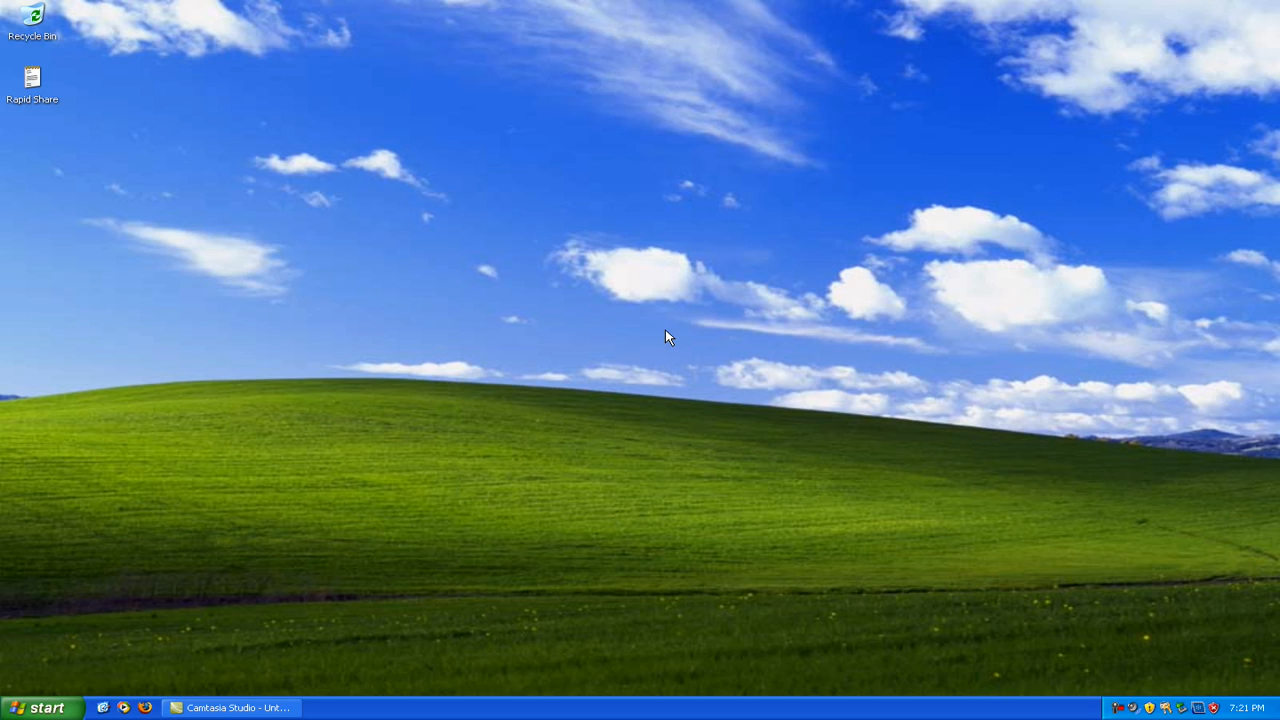 Recycle Bin
Rapid Share
start
Camtasia Studio - Unt...
7:21 PM